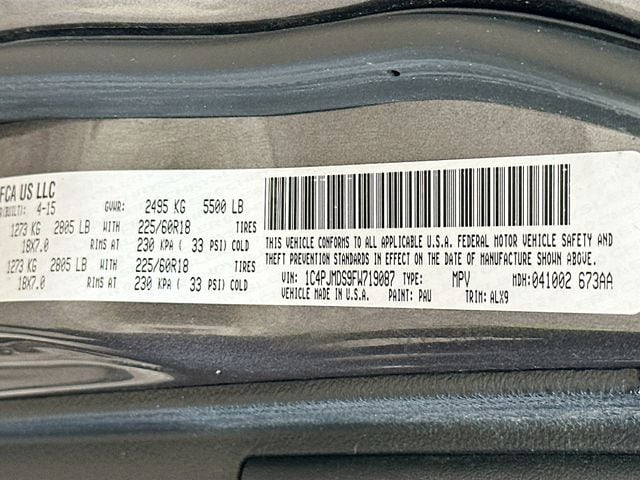 FCA US LLC
(BUILT): 4-15 GVWR: 2495 KG 5500 LB
1273 KG 2805 LB WITH 225/60R18 TIRES
18X7.0 RIMS AT 230 KPA ( 33 PSI) COLD
1273 KG 2805 LB WITH 225/60R18 TIRES
18X7.0 RIMS AT 230 KPA ( 33 PSI) COLD
THIS VEHICLE CONFORMS TO ALL APPLICABLE U.S.A. FEDERAL MOTOR VEHICLE SAFETY AND
THEFT PREVENTION STANDARDS IN EFFECT ON THE DATE OF MANUFACTURE SHOWN ABOVE.
VIN: 1C4PJMDS9FW719087 TYPE: MPV MDH: 041002 673AA
VEHICLE MADE IN U.S.A. PAINT: PAU TRIM: ALX9